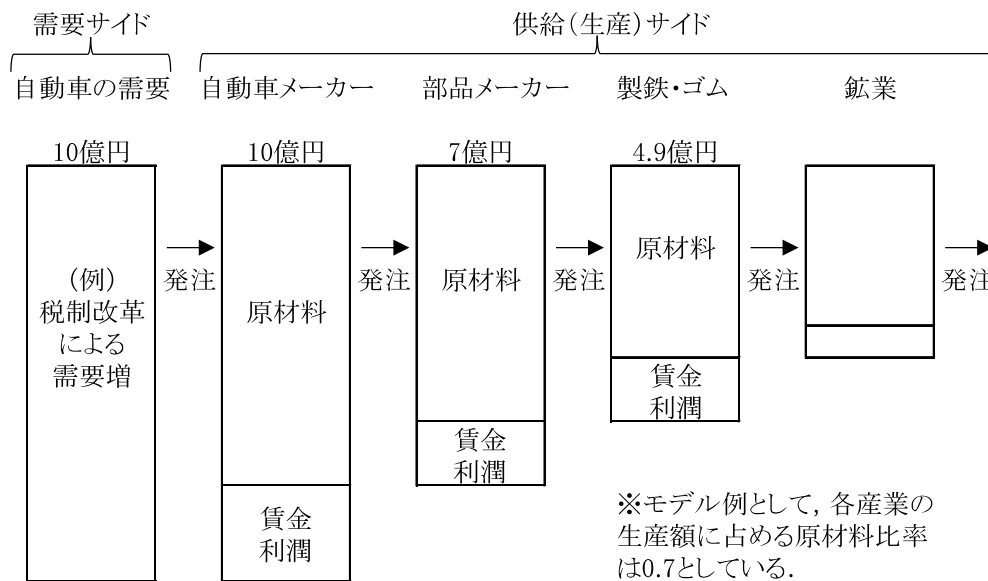 需要サイド
供給(生産)サイド
自動車の需要
自動車メーカー
部品メーカー
製鉄・ゴム
鉱業
10億円
10億円
7億円
4.9億円
(例)
税制改革
による
需要増
発注
原材料
賃金
利潤
発注
原材料
賃金
利潤
発注
原材料
賃金
利潤
発注
発注
※モデル例として, 各産業の
生産額に占める原材料比率
は0.7としている.